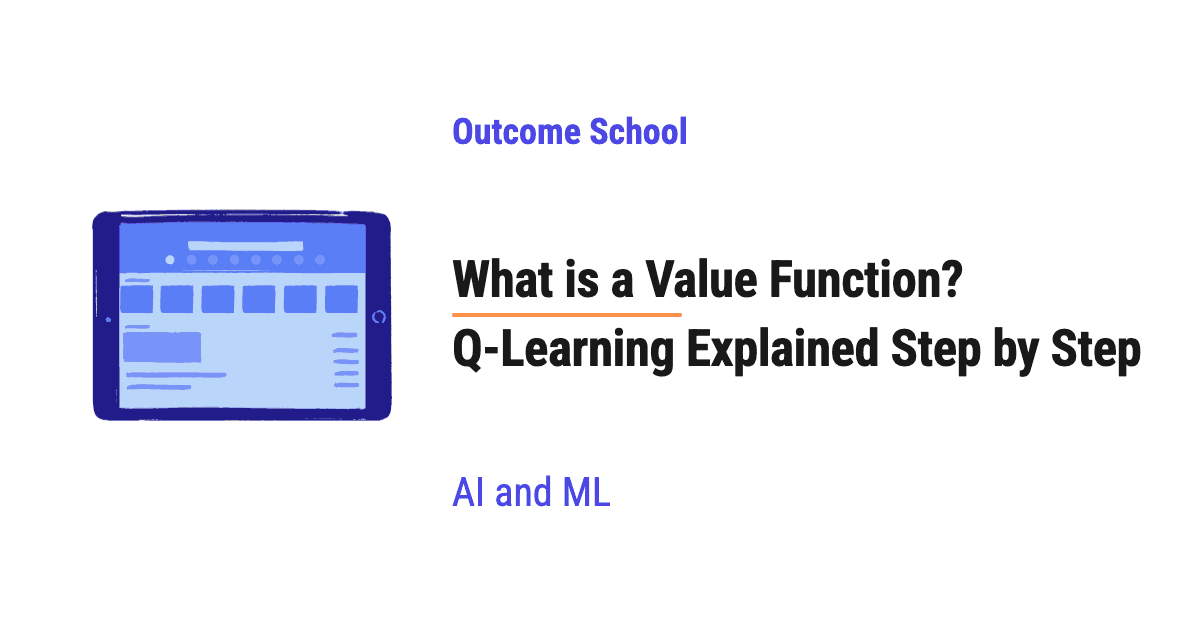 Outcome School
What is a Value Function?
Q-Learning Explained Step by Step
AI and ML